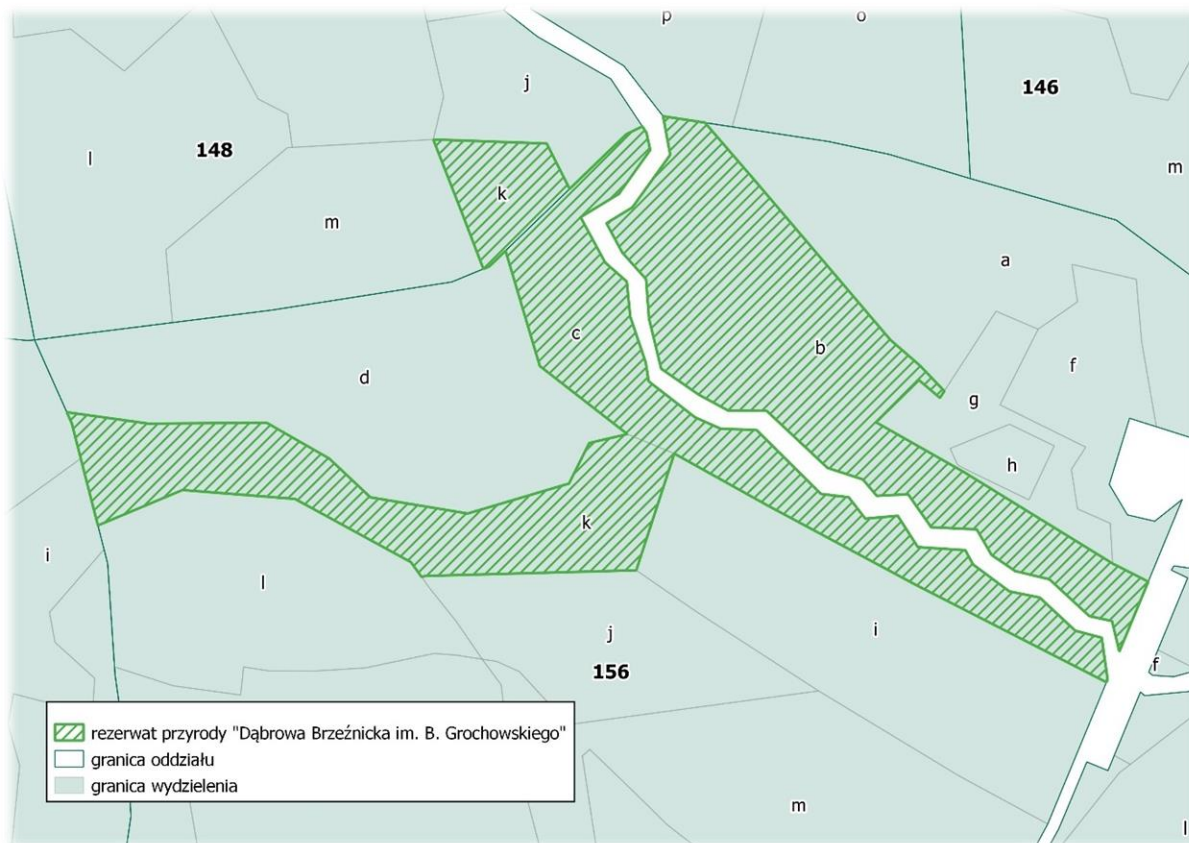 p
o
j
146
l
148
m
k
m
a
c
b
d
f
g
h
k
i
l
j
i
156
f
rezerwat przyrody "Dąbrowa Brzeźnicka im. B. Grochowskiego"
granica oddziału
granica wydzielenia
m
l